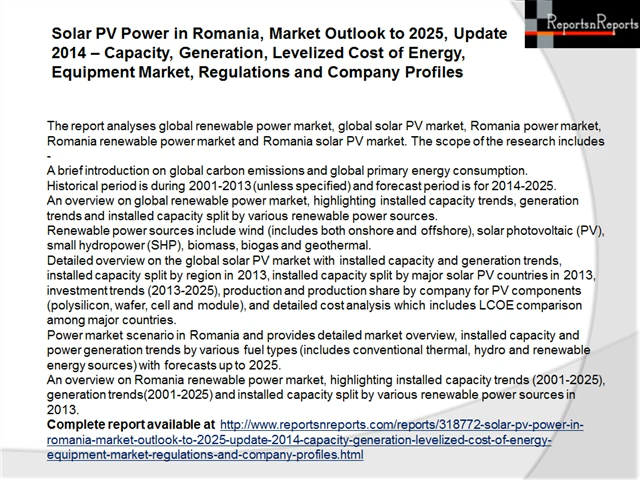 Solar PV Power in Romania, Market Outlook to 2025, Update
2014 – Capacity, Generation, Levelized Cost of Energy,
Equipment Market, Regulations and Company Profiles
ReportsnReports
The report analyses global renewable power market, global solar PV market, Romania power market,
Romania renewable power market and Romania solar PV market. The scope of the research includes
-
A brief introduction on global carbon emissions and global primary energy consumption.
Historical period is during 2001-2013 (unless specified) and forecast period is for 2014-2025.
An overview on global renewable power market, highlighting installed capacity trends, generation
trends and installed capacity split by various renewable power sources.
Renewable power sources include wind (includes both onshore and offshore), solar photovoltaic (PV),
small hydropower (SHP), biomass, biogas and geothermal.
Detailed overview on the global solar PV market with installed capacity and generation trends,
installed capacity split by region in 2013, installed capacity split by major solar PV countries in 2013,
investment trends (2013-2025), production and production share by company for PV components
(polysilicon, wafer, cell and module), and detailed cost analysis which includes LCOE comparison
among major countries.
Power market scenario in Romania and provides detailed market overview, installed capacity and
power generation trends by various fuel types (includes conventional thermal, hydro and renewable
energy sources) with forecasts up to 2025.
An overview on Romania renewable power market, highlighting installed capacity trends (2001-2025),
generation trends(2001-2025) and installed capacity split by various renewable power sources in
2013.
Complete report available at http://www.reportsnreports.com/reports/318772-solar-pv-power-in-
romania-market-outlook-to-2025-update-2014-capacity-generation-levelized-cost-of-energy-
equipment-market-regulations-and-company-profiles.html